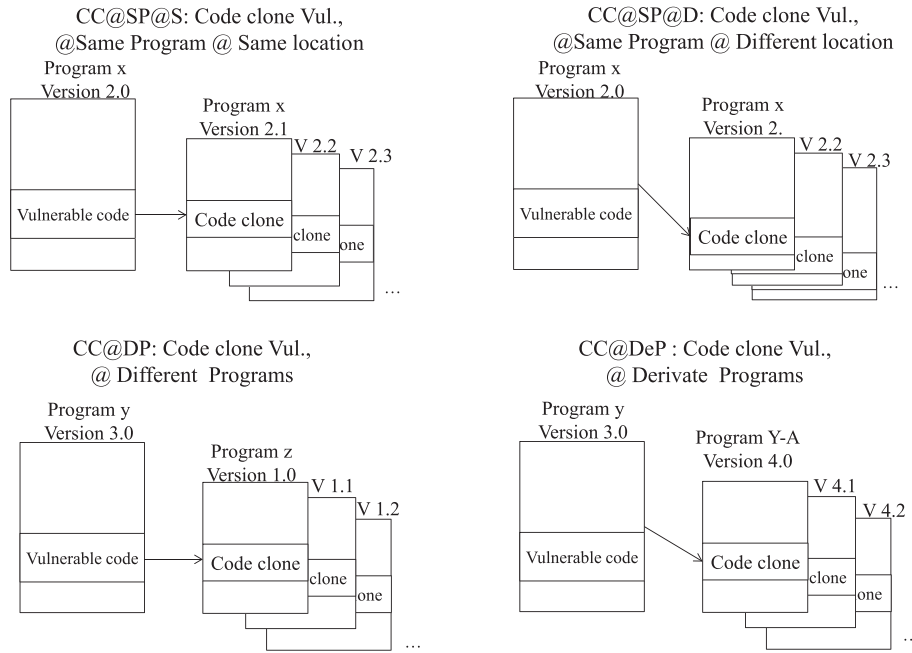 CC@SP@S: Code clone Vul.,
@Same Program @ Same location
Program x
Version 2.0
Program x
Version 2.1
V 2.2
V 2.3
Vulnerable code
Code clone
clone
one
...
CC@SP@D: Code clone Vul.,
@Same Program @ Different location
Program x
Version 2.0
Program x
Version 2.
V 2.2
V 2.3
Vulnerable code
Code clone
clone
one
...
CC@DP: Code clone Vul.,
@ Different Programs
Program y
Version 3.0
Program z
Version 1.0
V 1.1
V 1.2
Vulnerable code
Code clone
clone
one
...
CC@DeP : Code clone Vul.,
@ Derivate Programs
Program y
Version 3.0
Program Y-A
Version 4.0
V 4.1
V 4.2
Vulnerable code
Code clone
clone
one
..